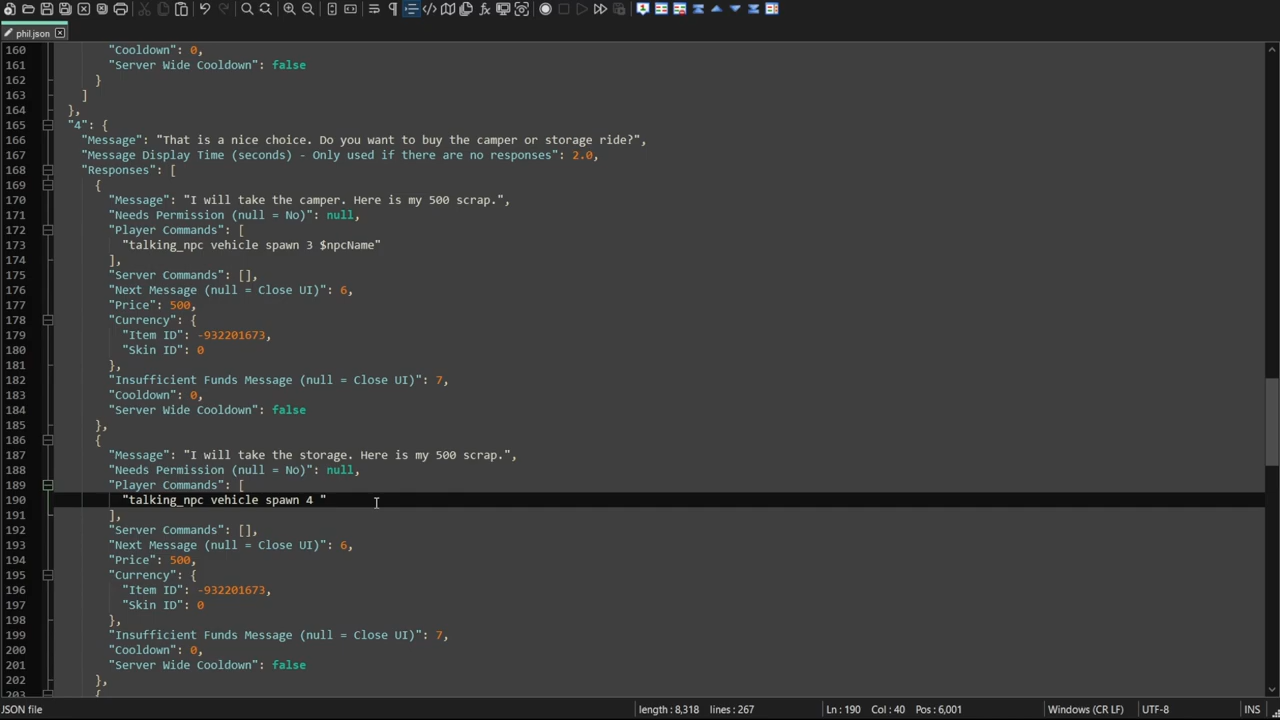 phil.json
160 "Cooldown": 0,
161 "Server Wide Cooldown": false
162 }
163 ]
164 },
165 "4": {
166 "Message": "That is a nice choice. Do you want to buy the camper or storage ride?",
167 "Message Display Time (seconds) - Only used if there are no responses": 2.0,
168 "Responses": [
169 {
170 "Message": "I will take the camper. Here is my 500 scrap.",
171 "Needs Permission (null = No)": null,
172 "Player Commands": [
173 "talking_npc vehicle spawn 3 $npcName"
174 ],
175 "Server Commands": [],
176 "Next Message (null = Close UI)": 6,
177 "Price": 500,
178 "Currency": {
179 "Item ID": -932201673,
180 "Skin ID": 0
181 },
182 "Insufficient Funds Message (null = Close UI)": 7,
183 "Cooldown": 0,
184 "Server Wide Cooldown": false
185 },
186 {
187 "Message": "I will take the storage. Here is my 500 scrap.",
188 "Needs Permission (null = No)": null,
189 "Player Commands": [
190 "talking_npc vehicle spawn 4 "
191 ],
192 "Server Commands": [],
193 "Next Message (null = Close UI)": 6,
194 "Price": 500,
195 "Currency": {
196 "Item ID": -932201673,
197 "Skin ID": 0
198 },
199 "Insufficient Funds Message (null = Close UI)": 7,
200 "Cooldown": 0,
201 "Server Wide Cooldown": false
202 },
203 {
JSON file length : 8,318 lines : 267 Ln : 190 Col : 40 Pos : 6,001 Windows (CR LF) UTF-8 INS